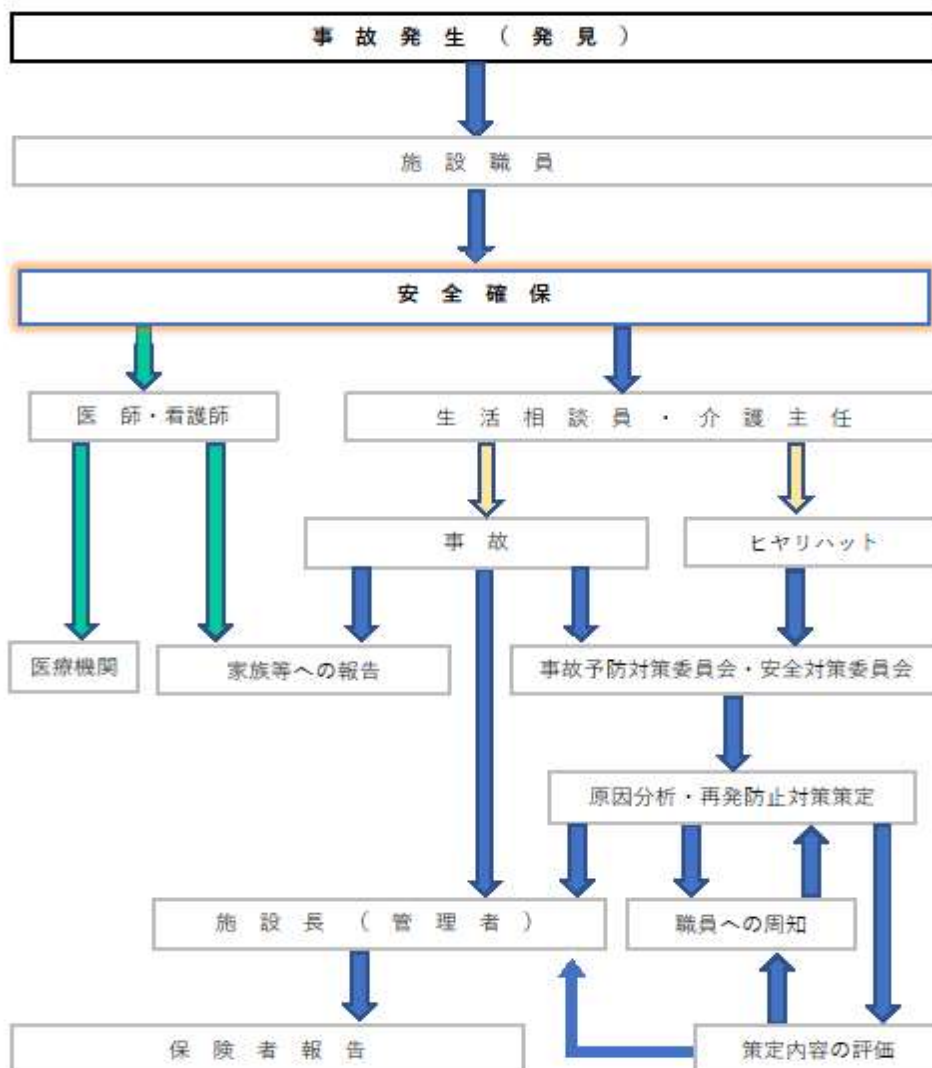 事故発生（発見）
施設職員
安全確保
医師・看護師
生活相談員・介護主任
事故
ヒヤリハット
医療機関
家族等への報告
事故予防対策委員会・安全対策委員会
原因分析・再発防止対策策定
施設長（管理者）
職員への周知
保険者報告
策定内容の評価